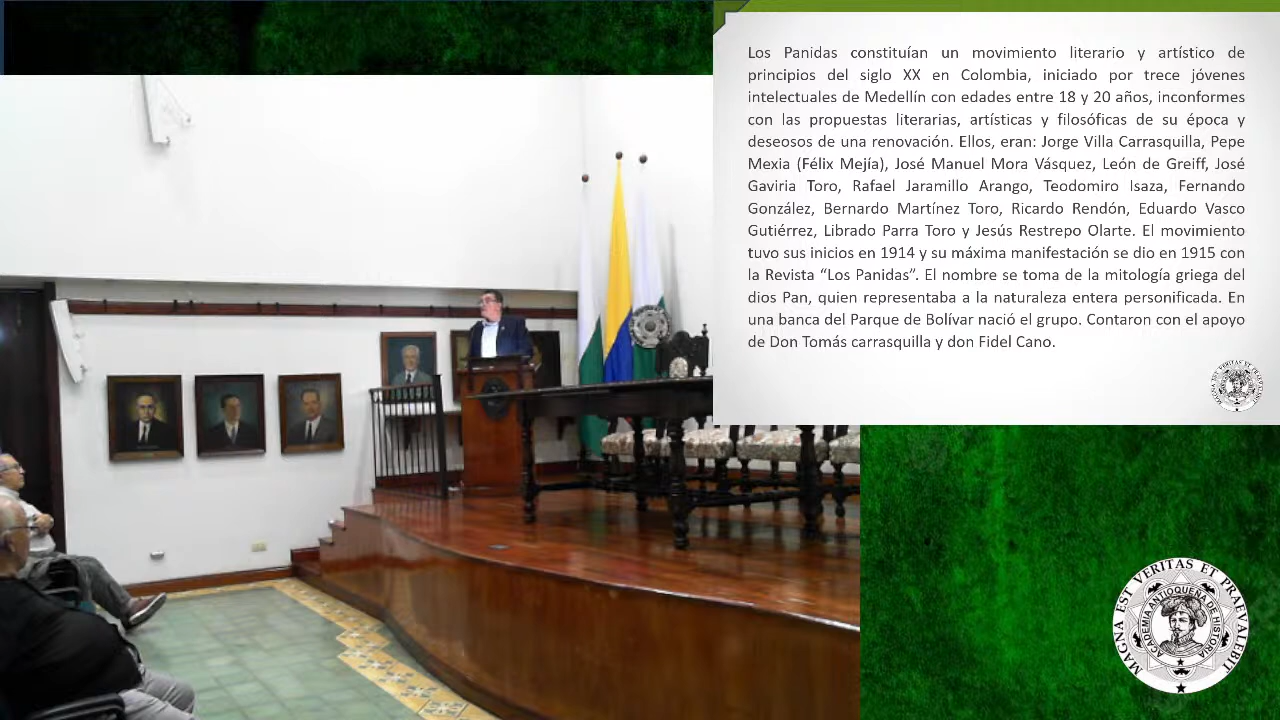 Los Panidas constituían un movimiento literario y artístico de
principios del siglo XX en Colombia, iniciado por trece jóvenes
intelectuales de Medellín con edades entre 18 y 20 años, inconformes
con las propuestas literarias, artísticas y filosóficas de su época y
deseosos de una renovación. Ellos, eran: Jorge Villa Carrasquilla, Pepe
Mexia (Félix Mejía), José Manuel Mora Vásquez, León de Greiff, José
Gaviria Toro, Rafael Jaramillo Arango, Teodomiro Isaza, Fernando
González, Bernardo Martínez Toro, Ricardo Rendón, Eduardo Vasco
Gutiérrez, Librado Parra Toro y Jesús Restrepo Olarte. El movimiento
tuvo sus inicios en 1914 y su máxima manifestación se dio en 1915 con
la Revista “Los Panidas”. El nombre se toma de la mitología griega del
dios Pan, quien representaba a la naturaleza entera personificada. En
una banca del Parque de Bolívar nació el grupo. Contaron con el apoyo
de Don Tomás carrasquilla y don Fidel Cano.
MAGNA EST VERITAS ET PRAEVALEBIT
ACADEMIA ANTIOQUEÑA DE HISTORIA